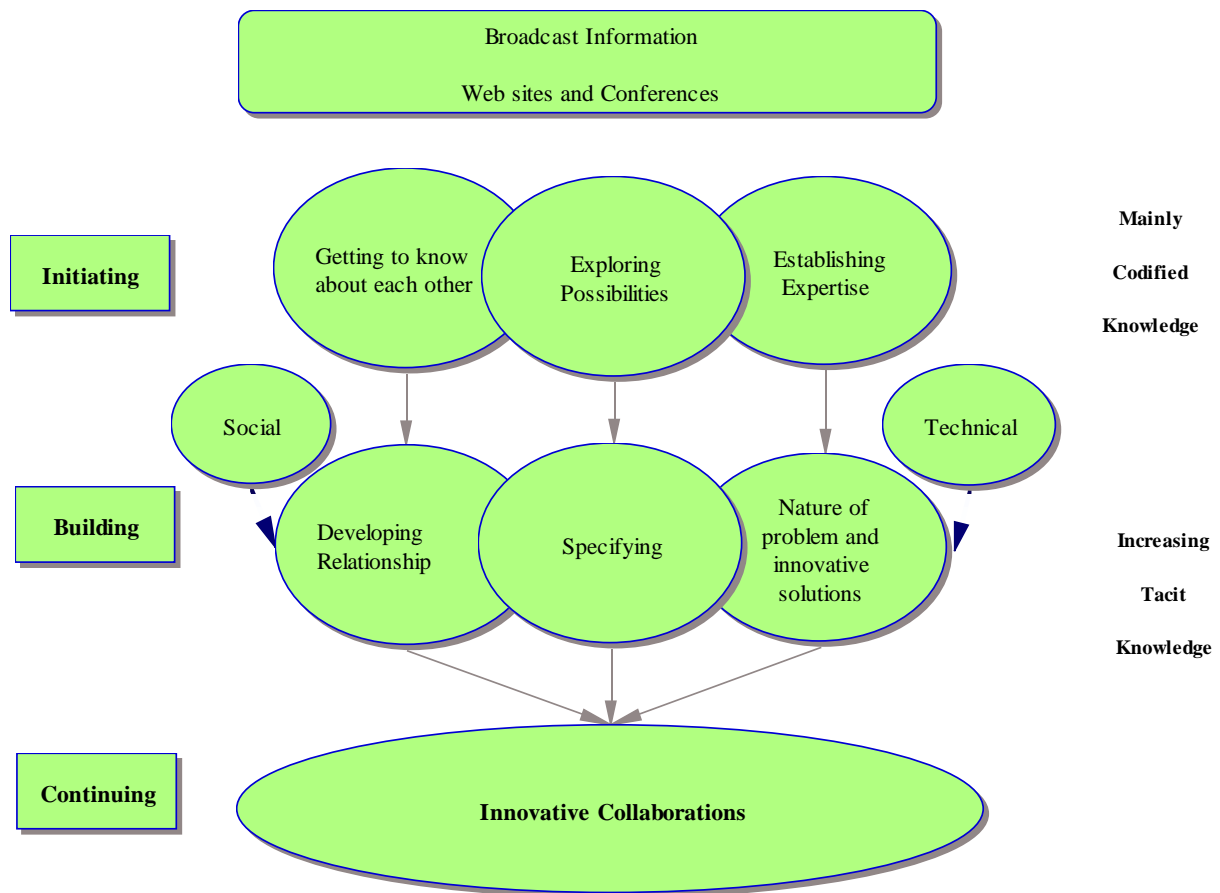 Broadcast Information
Web sites and Conferences
Initiating
Getting to know
about each other
Exploring
Possibilities
Establishing
Expertise
Mainly
Codified
Knowledge
Social
Technical
Building
Developing
Relationship
Specifying
Nature of
problem and
innovative
solutions
Increasing
Tacit
Knowledge
Continuing
Innovative Collaborations